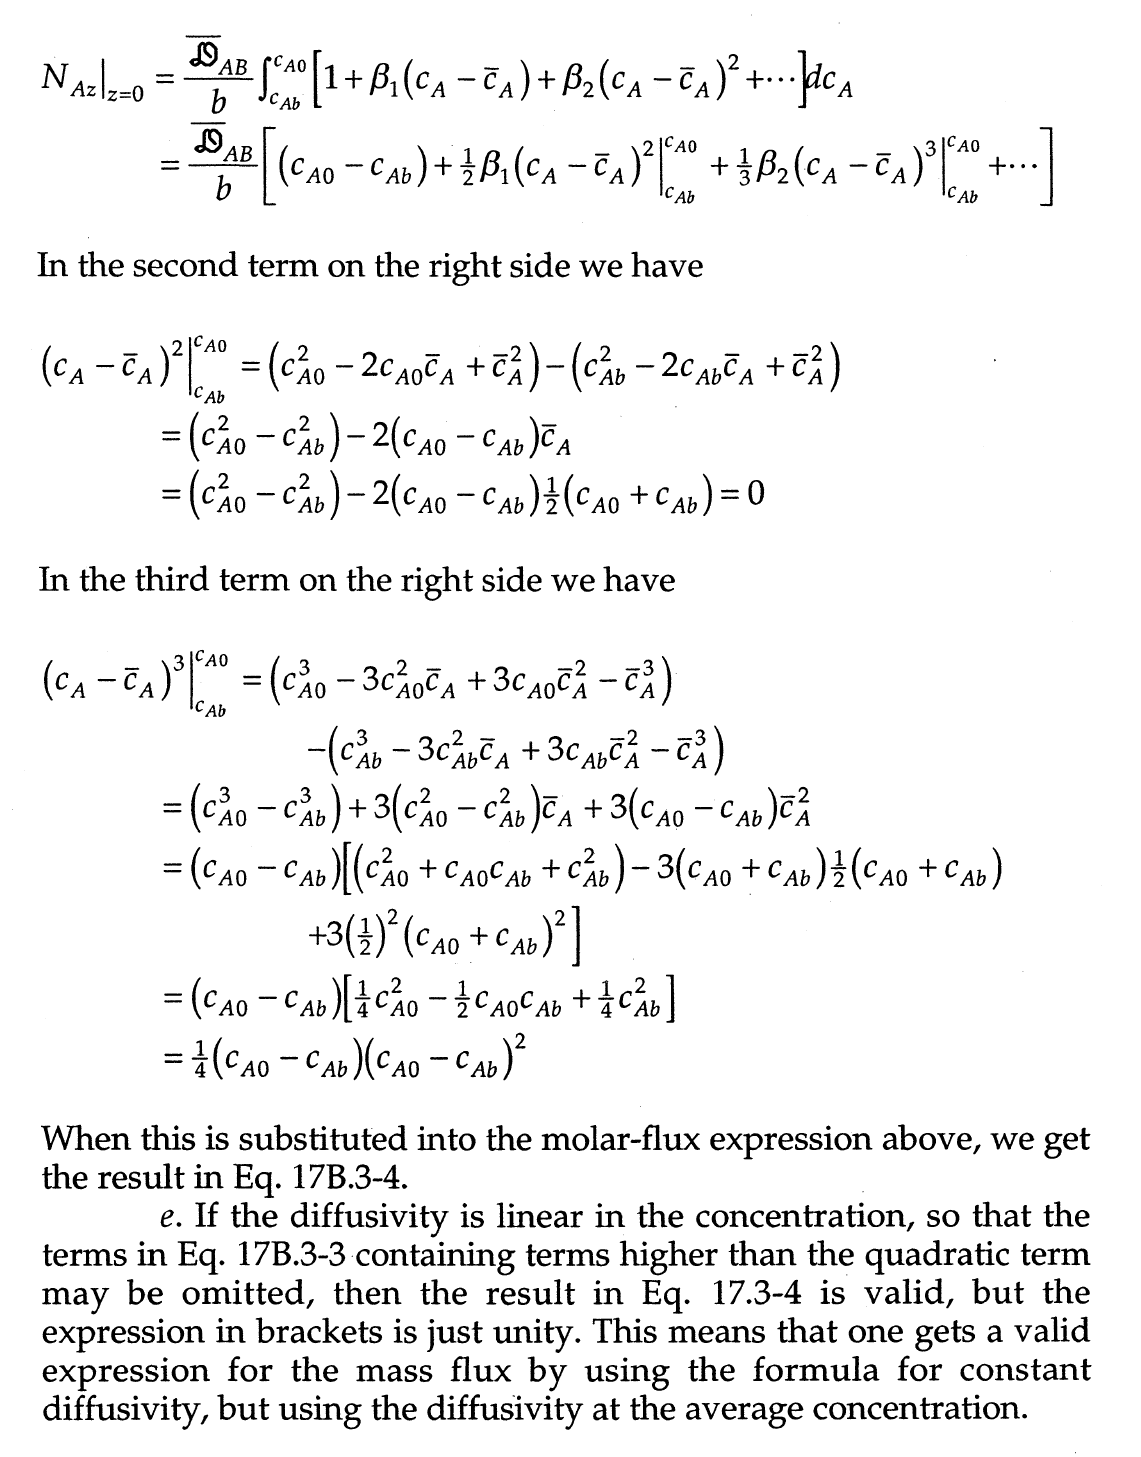 $N_{Az}|_{z=0} = \frac{\overline{\mathscr{D}}_{AB}}{b} \int_{c_{Ab}}^{c_{A0}} \left[1 + \beta_1(c_A - \bar{c}_A) + \beta_2(c_A - \bar{c}_A)^2 + \cdots\right] dc_A$
$= \frac{\overline{\mathscr{D}}_{AB}}{b} \left[(c_{A0} - c_{Ab}) + \frac{1}{2}\beta_1(c_A - \bar{c}_A)^2\Big|_{c_{Ab}}^{c_{A0}} + \frac{1}{3}\beta_2(c_A - \bar{c}_A)^3\Big|_{c_{Ab}}^{c_{A0}} + \cdots\right]$
In the second term on the right side we have
$(c_A - \bar{c}_A)^2\Big|_{c_{Ab}}^{c_{A0}} = (c_{A0}^2 - 2c_{A0}\bar{c}_A + \bar{c}_A^2) - (c_{Ab}^2 - 2c_{Ab}\bar{c}_A + \bar{c}_A^2)$
$= (c_{A0}^2 - c_{Ab}^2) - 2(c_{A0} - c_{Ab})\bar{c}_A$
$= (c_{A0}^2 - c_{Ab}^2) - 2(c_{A0} - c_{Ab})\frac{1}{2}(c_{A0} + c_{Ab}) = 0$
In the third term on the right side we have
$(c_A - \bar{c}_A)^3\Big|_{c_{Ab}}^{c_{A0}} = (c_{A0}^3 - 3c_{A0}^2\bar{c}_A + 3c_{A0}\bar{c}_A^2 - \bar{c}_A^3)$
$-(c_{Ab}^3 - 3c_{Ab}^2\bar{c}_A + 3c_{Ab}\bar{c}_A^2 - \bar{c}_A^3)$
$= (c_{A0}^3 - c_{Ab}^3) + 3(c_{A0}^2 - c_{Ab}^2)\bar{c}_A + 3(c_{A0} - c_{Ab})\bar{c}_A^2$
$= (c_{A0} - c_{Ab})[(c_{A0}^2 + c_{A0}c_{Ab} + c_{Ab}^2) - 3(c_{A0} + c_{Ab})\frac{1}{2}(c_{A0} + c_{Ab})$
$+3(\frac{1}{2})^2(c_{A0} + c_{Ab})^2]$
$= (c_{A0} - c_{Ab})[\frac{1}{4}c_{A0}^2 - \frac{1}{2}c_{A0}c_{Ab} + \frac{1}{4}c_{Ab}^2]$
$= \frac{1}{4}(c_{A0} - c_{Ab})(c_{A0} - c_{Ab})^2$
When this is substituted into the molar-flux expression above, we get
the result in Eq. 17B.3-4.
e. If the diffusivity is linear in the concentration, so that the
terms in Eq. 17B.3-3 containing terms higher than the quadratic term
may be omitted, then the result in Eq. 17.3-4 is valid, but the
expression in brackets is just unity. This means that one gets a valid
expression for the mass flux by using the formula for constant
diffusivity, but using the diffusivity at the average concentration.